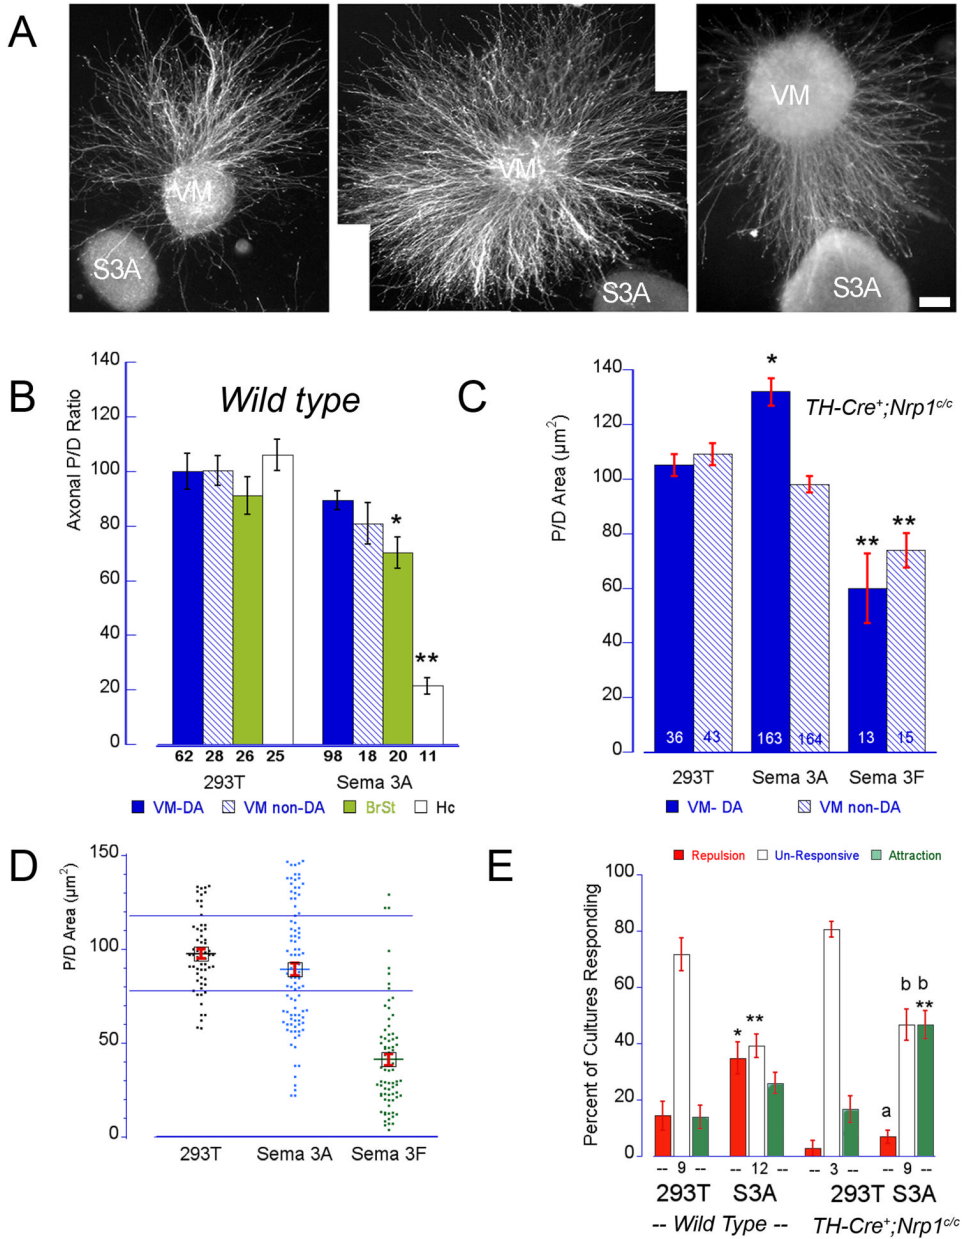 A
VM
S3A
VM
S3A
VM
S3A
B
Wild type
Axonal P/D Ratio
140
120
100
80
60
40
20
0
*
**
62 28 26 25 98 18 20 11
293T Sema 3A
VM-DA VM non-DA BrSt Hc
C
TH-Cre⁺;Nrp1ᶜ/ᶜ
P/D Area (µm²)
140
120
100
80
60
40
20
0
*
** **
36 43 163 164 13 15
293T Sema 3A Sema 3F
VM- DA VM non-DA
D
P/D Area (µm²)
150
100
50
0
293T Sema 3A Sema 3F
E
Repulsion Un-Responsive Attraction
Percent of Cultures Responding
100
80
60
40
20
0
* **
a b b
**
-- 9 -- -- 12 -- -- 3 -- -- 9 --
293T S3A 293T S3A
-- Wild Type -- TH-Cre⁺;Nrp1ᶜ/ᶜ